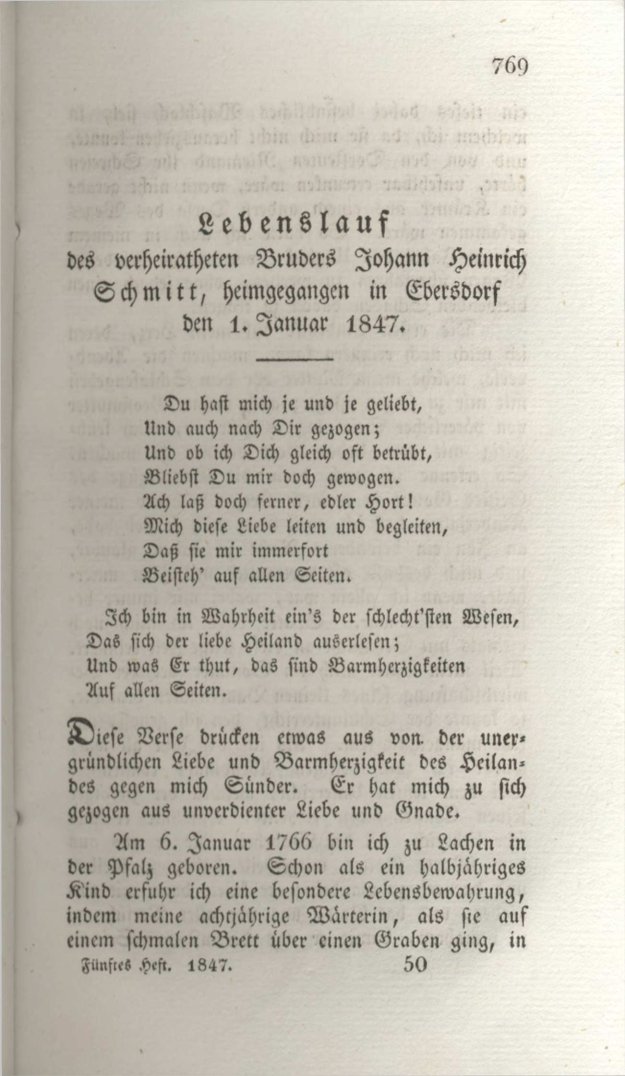 769
Lebenslauf
des verheiratheten Bruders Johann Heinrich
Schmitt, heimgegangen in Ebersdorf
den 1. Januar 1847.
Du hast mich je und je geliebt,
Und auch nach Dir gezogen;
Und ob ich Dich gleich oft betrübt,
Bliebst Du mir doch gewogen.
Ach laß doch ferner, edler Hort!
Mich diese Liebe leiten und begleiten,
Daß sie mir immerfort
Beisteh' auf allen Seiten.
Ich bin in Wahrheit ein's der schlecht'sten Wesen,
Das sich der liebe Heiland auserlesen;
Und was Er thut, das sind Barmherzigkeiten
Auf allen Seiten.
Diese Verse drücken etwas aus von der uner-
gründlichen Liebe und Barmherzigkeit des Heilan-
des gegen mich Sünder. Er hat mich zu sich
gezogen aus unverdienter Liebe und Gnade.
Am 6. Januar 1766 bin ich zu Lachen in
der Pfalz geboren. Schon als ein halbjähriges
Kind erfuhr ich eine besondere Lebensbewahrung,
indem meine achtjährige Wärterin, als sie auf
einem schmalen Brett über einen Graben ging, in
Fünftes Heft. 1847. 50